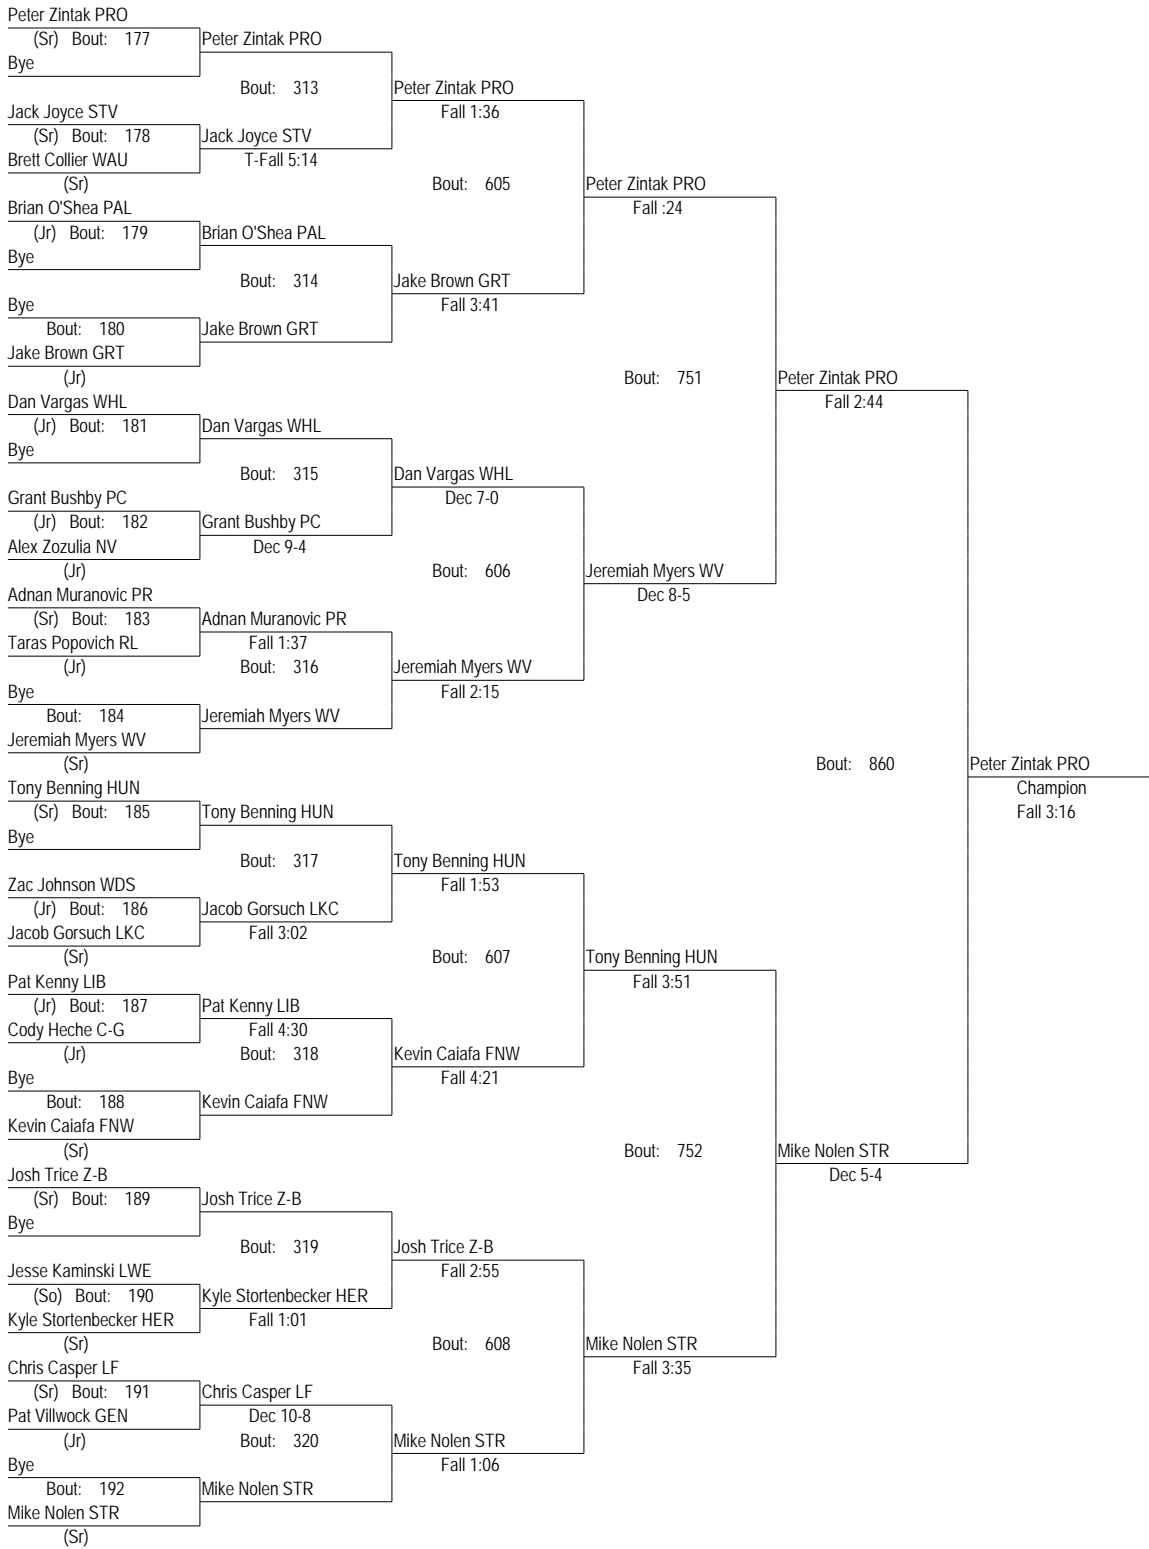 Peter Zintak PRO
(Sr) Bout: 177 Peter Zintak PRO
Bye
Bout: 313 Peter Zintak PRO
Jack Joyce STV Fall 1:36
(Sr) Bout: 178 Jack Joyce STV
Brett Collier WAU T-Fall 5:14
(Sr) Bout: 605 Peter Zintak PRO
Brian O'Shea PAL Fall :24
(Jr) Bout: 179 Brian O'Shea PAL
Bye
Bout: 314 Jake Brown GRT
Bye Fall 3:41
Bout: 180 Jake Brown GRT
Jake Brown GRT
(Jr) Bout: 751 Peter Zintak PRO
Dan Vargas WHL Fall 2:44
(Jr) Bout: 181 Dan Vargas WHL
Bye
Bout: 315 Dan Vargas WHL
Grant Bushby PC Dec 7-0
(Jr) Bout: 182 Grant Bushby PC
Alex Zozulia NV Dec 9-4
(Jr) Bout: 606 Jeremiah Myers WV
Adnan Muranovic PR Dec 8-5
(Sr) Bout: 183 Adnan Muranovic PR
Taras Popovich RL Fall 1:37
(Jr) Bout: 316 Jeremiah Myers WV
Bye Fall 2:15
Bout: 184 Jeremiah Myers WV
Jeremiah Myers WV
(Sr) Bout: 860 Peter Zintak PRO
Tony Benning HUN Champion
(Sr) Bout: 185 Tony Benning HUN Fall 3:16
Bye
Bout: 317 Tony Benning HUN
Zac Johnson WDS Fall 1:53
(Jr) Bout: 186 Jacob Gorsuch LKC
Jacob Gorsuch LKC Fall 3:02
(Sr) Bout: 607 Tony Benning HUN
Pat Kenny LIB Fall 3:51
(Jr) Bout: 187 Pat Kenny LIB
Cody Heche C-G Fall 4:30
(Jr) Bout: 318 Kevin Caiafa FNW
Bye Fall 4:21
Bout: 188 Kevin Caiafa FNW
Kevin Caiafa FNW
(Sr) Bout: 752 Mike Nolen STR
Josh Trice Z-B Dec 5-4
(Sr) Bout: 189 Josh Trice Z-B
Bye
Bout: 319 Josh Trice Z-B
Jesse Kaminski LWE Fall 2:55
(So) Bout: 190 Kyle Stortenbecker HER
Kyle Stortenbecker HER Fall 1:01
(Sr) Bout: 608 Mike Nolen STR
Chris Casper LF Fall 3:35
(Sr) Bout: 191 Chris Casper LF
Pat Villwock GEN Dec 10-8
(Jr) Bout: 320 Mike Nolen STR
Bye Fall 1:06
Bout: 192 Mike Nolen STR
Mike Nolen STR
(Sr)